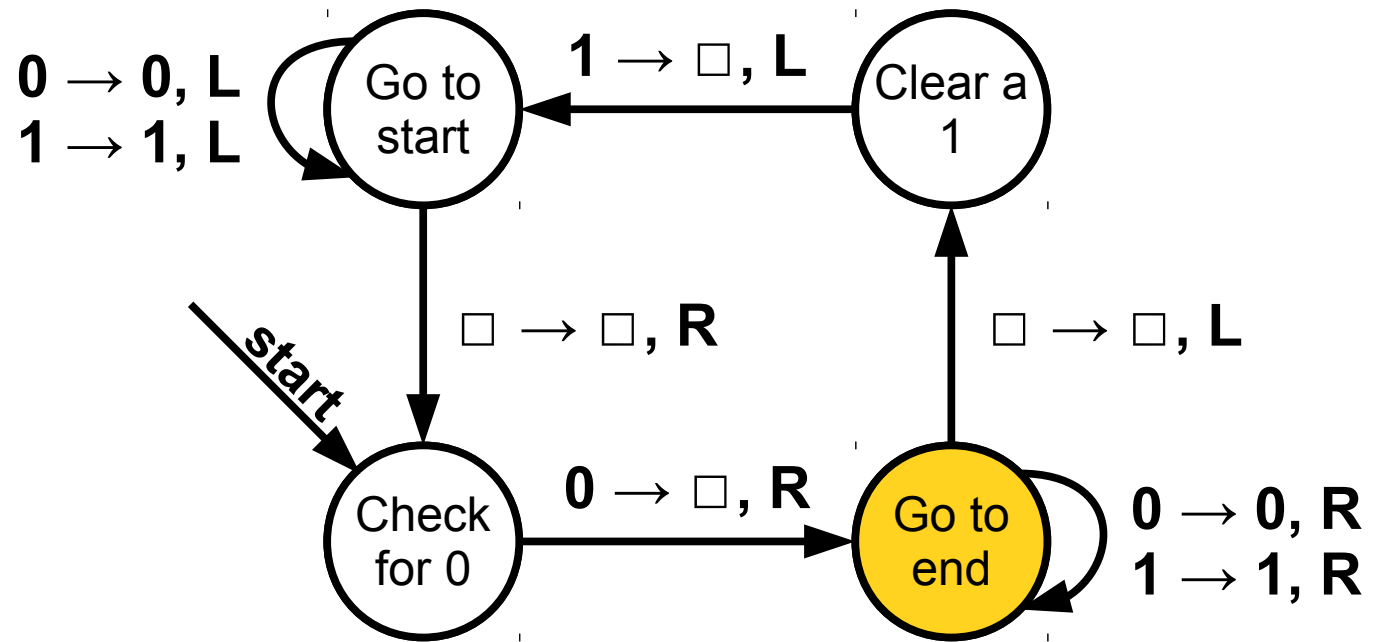 0 → 0, L
1 → 1, L
Go to
start
1 → □, L
Clear a
1
□ → □, R
□ → □, L
start
Check
for 0
0 → □, R
Go to
end
0 → 0, R
1 → 1, R